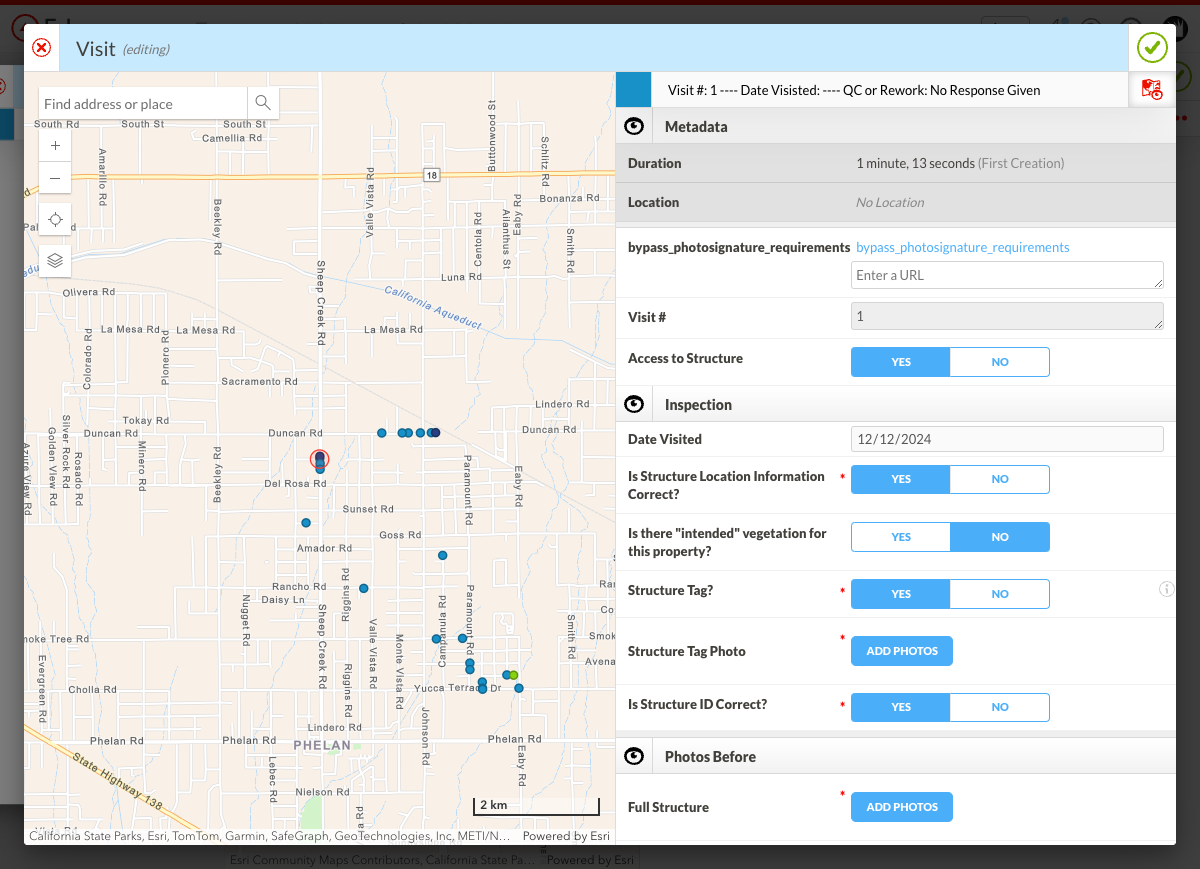 Visit (editing)
Find address or place
Visit #: 1 ---- Date Visisted: ---- QC or Rework: No Response Given
Metadata
Duration 1 minute, 13 seconds (First Creation)
Location No Location
bypass_photosignature_requirements bypass_photosignature_requirements
Enter a URL
Visit # 1
Access to Structure YES NO
Inspection
Date Visited 12/12/2024
Is Structure Location Information Correct? * YES NO
Is there "intended" vegetation for this property? YES NO
Structure Tag? * YES NO
Structure Tag Photo * ADD PHOTOS
Is Structure ID Correct? * YES NO
Photos Before
Full Structure * ADD PHOTOS
South Rd South St South St
Camellia Rd
Amarillo Rd
Buttonwood St
Schlitz Rd
18
Valle Vista Rd
Bonanza Rd
Beekley Rd
Centola Rd
Ailanthus St
Eaby Rd
Smith Rd
Sheep Creek Rd
Luna Rd
California Aqueduct
Olivera Rd
La Mesa Rd La Mesa Rd La Mesa Rd
Colorado Rd
Pionero Rd
Sacramento Rd
Lindero Rd
Tokay Rd
Duncan Rd Duncan Rd Duncan Rd
Silver Rock Rd
Golden View Rd
Rosado Rd
Azure View Rd
Minero Rd
Beekley Rd
Paramount Rd
Eaby Rd
Del Rosa Rd
Sunset Rd
Goss Rd
Amador Rd
Rancho Rd
Daisy Ln
Riggins Rd
Nugget Rd
Sheep Creek Rd
Valle Vista Rd
Monte Vista Rd
Campanula Rd
Paramount Rd
Smith Rd
moke Tree Rd
Evergreen Rd
Cholla Rd
Riggins Rd
Yucca Terrace Dr
Johnson Rd
Lindero Rd
Phelan Rd Phelan Rd Phelan Rd
PHELAN
Eaby Rd
State Highway 138
Lebec Rd
Nielson Rd
2 km
California State Parks, Esri, TomTom, Garmin, SafeGraph, GeoTechnologies, Inc, METI/N... Powered by Esri
Esri Community Maps Contributors, California State Pa... Powered by Esri